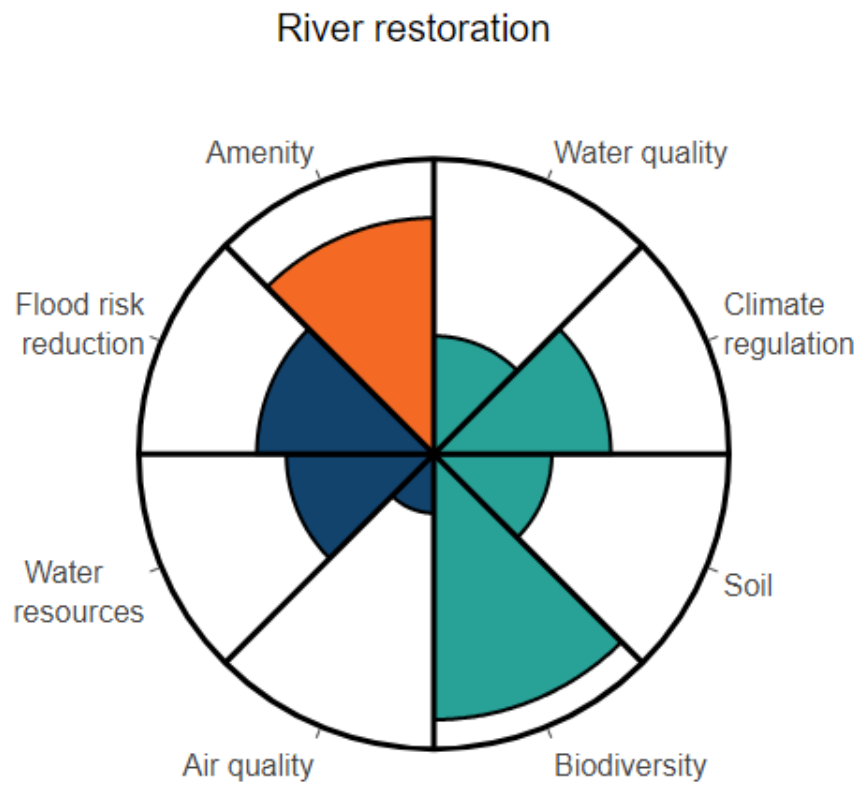 River restoration
Amenity
Water quality
Flood risk
reduction
Climate
regulation
Water
resources
Soil
Air quality
Biodiversity